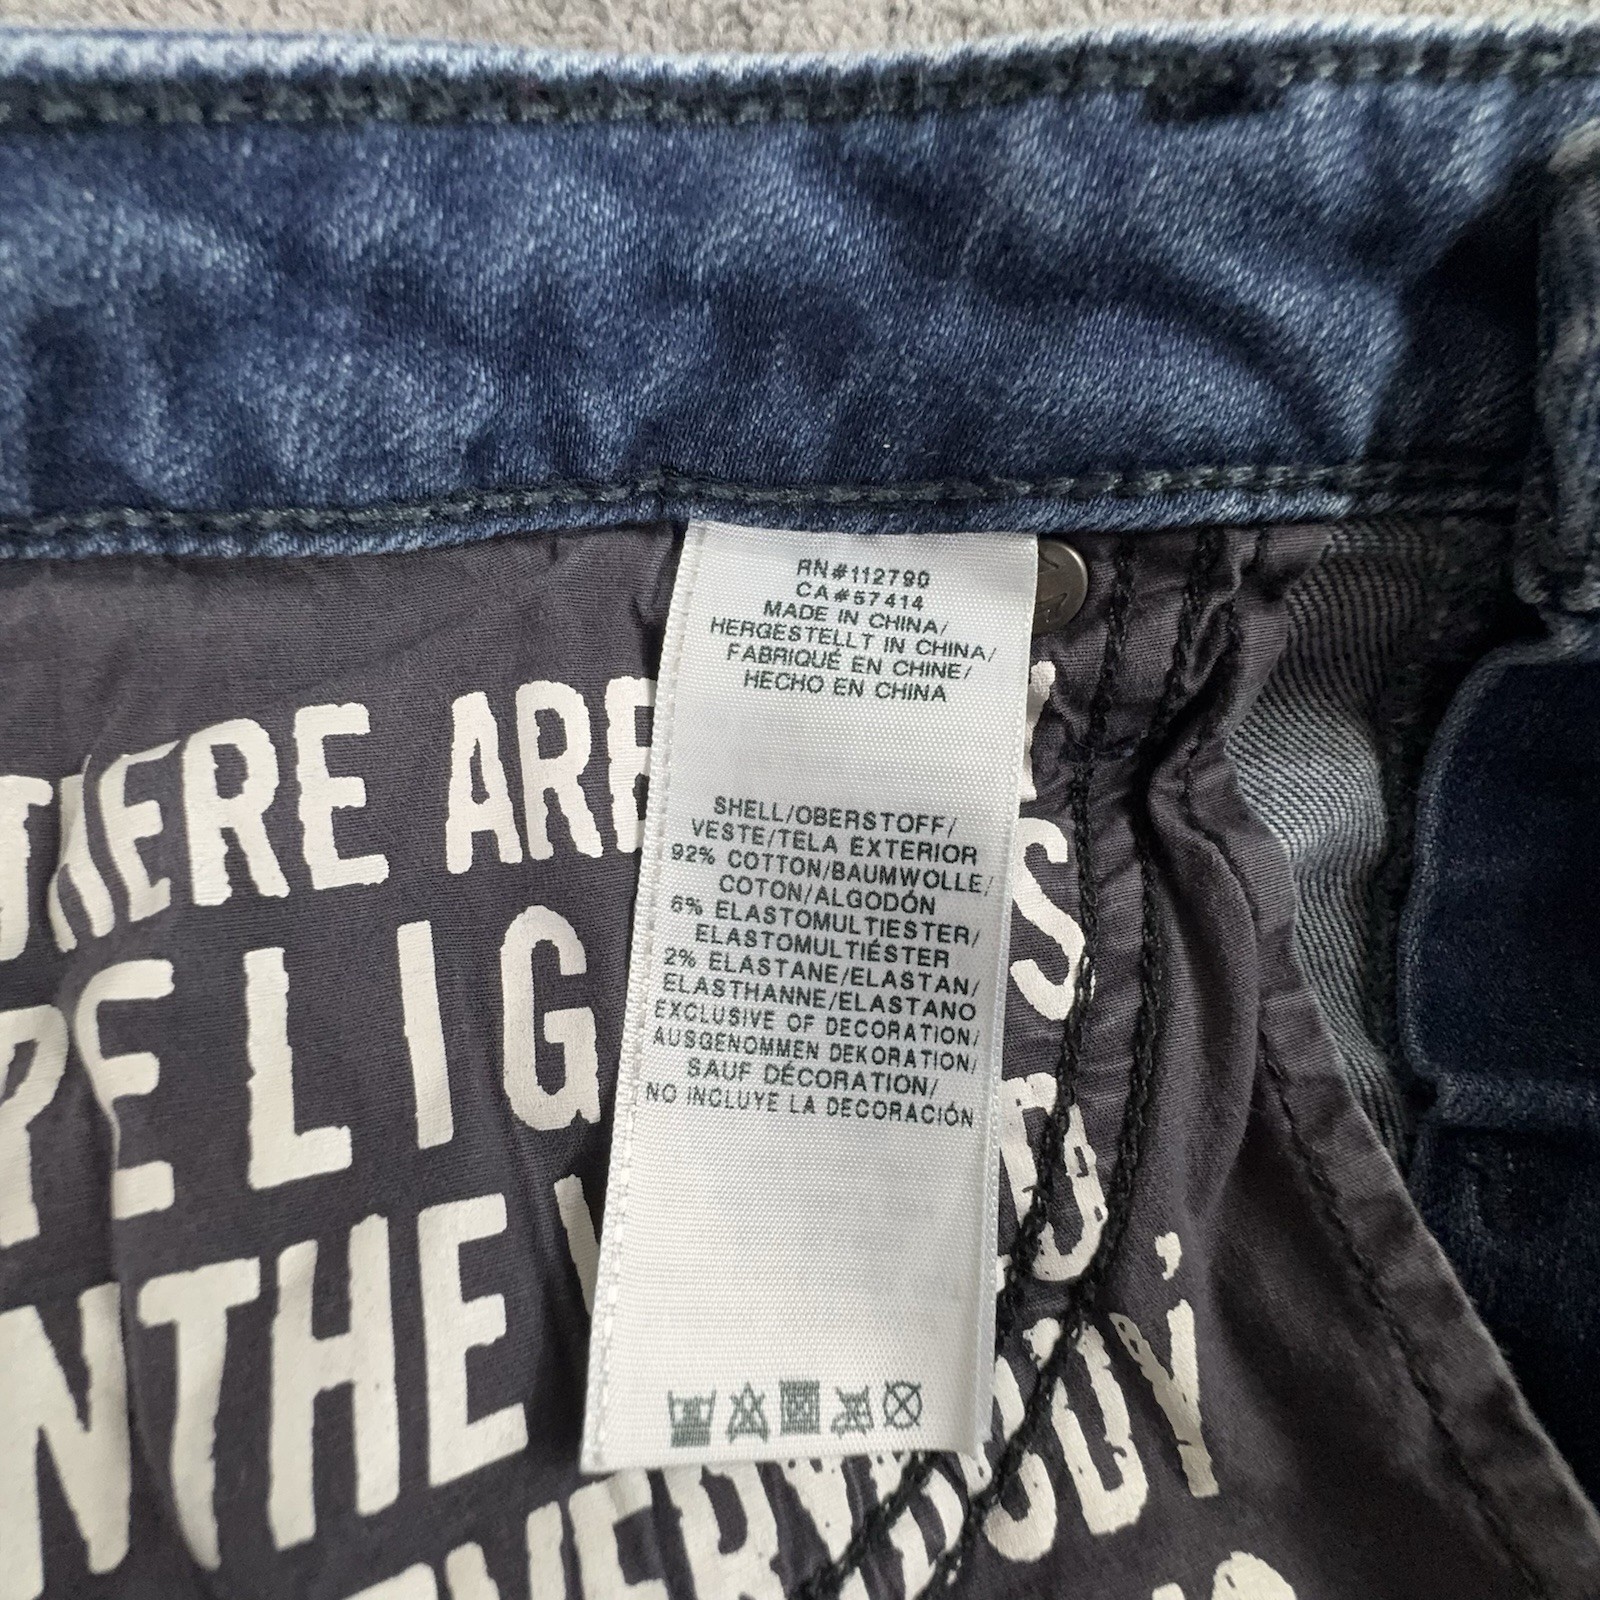 RN#112790
CA#57414
MADE IN CHINA/
HERGESTELLT IN CHINA/
FABRIQUÉ EN CHINE/
HECHO EN CHINA
SHELL/OBERSTOFF/
VESTE/TELA EXTERIOR
92% COTTON/BAUMWOLLE/
COTON/ALGODÓN
6% ELASTOMULTIESTER/
ELASTOMULTIÉSTER
2% ELASTANE/ELASTAN/
ELASTHANNE/ELASTANO
EXCLUSIVE OF DECORATION/
AUSGENOMMEN DEKORATION/
SAUF DÉCORATION/
NO INCLUYE LA DECORACIÓN
THERE ARE
RELIG S
IN THE